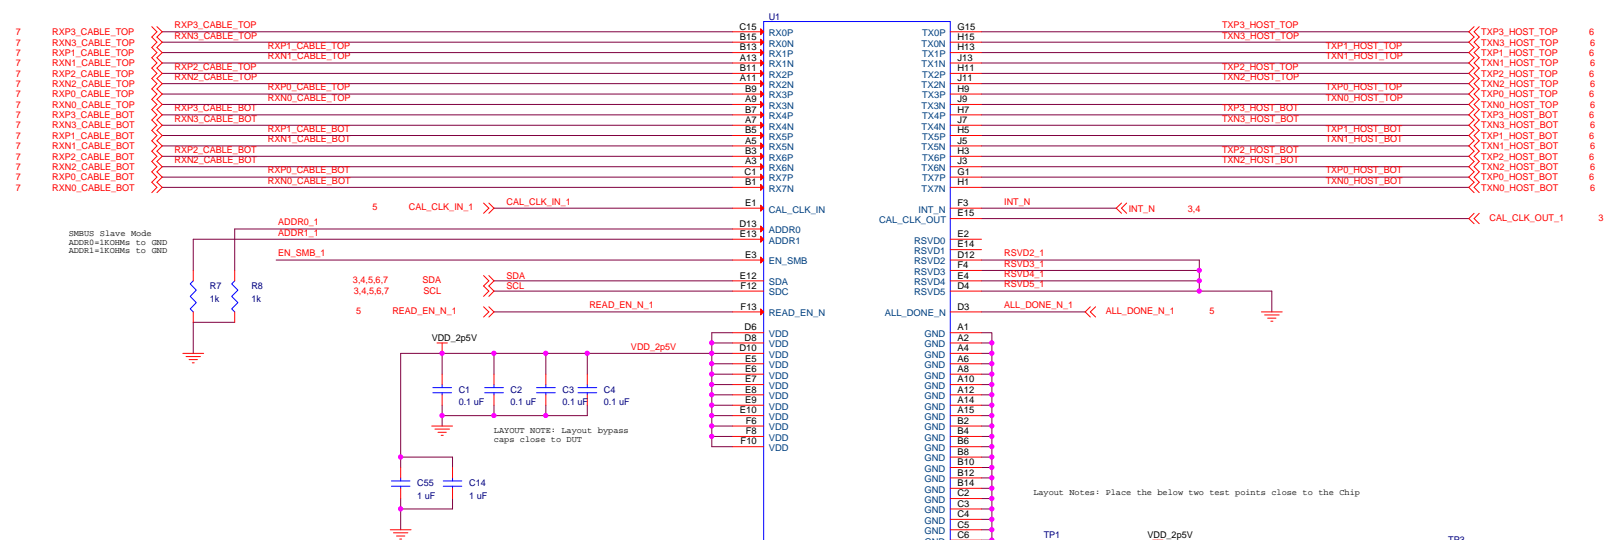 U1
7 RXP3_CABLE_TOP RXP3_CABLE_TOP C15 RX0P TX0P G15 TXP3_HOST_TOP TXP3_HOST_TOP 6
7 RXN3_CABLE_TOP RXN3_CABLE_TOP B15 RX0N TX0N H15 TXN3_HOST_TOP TXN3_HOST_TOP 6
7 RXP1_CABLE_TOP RXP1_CABLE_TOP B13 RX1P TX1P H13 TXP1_HOST_TOP TXP1_HOST_TOP 6
7 RXN1_CABLE_TOP RXN1_CABLE_TOP A13 RX1N TX1N J13 TXN1_HOST_TOP TXN1_HOST_TOP 6
7 RXP2_CABLE_TOP RXP2_CABLE_TOP B11 RX2P TX2P H11 TXP2_HOST_TOP TXP2_HOST_TOP 6
7 RXN2_CABLE_TOP RXN2_CABLE_TOP A11 RX2N TX2N J11 TXN2_HOST_TOP TXN2_HOST_TOP 6
7 RXP0_CABLE_TOP RXP0_CABLE_TOP B9 RX3P TX3P H9 TXP0_HOST_TOP TXP0_HOST_TOP 6
7 RXN0_CABLE_TOP RXN0_CABLE_TOP A9 RX3N TX3N J9 TXN0_HOST_TOP TXN0_HOST_TOP 6
7 RXP3_CABLE_BOT RXP3_CABLE_BOT B7 RX4P TX4P H7 TXP3_HOST_BOT TXP3_HOST_BOT 6
7 RXN3_CABLE_BOT RXN3_CABLE_BOT A7 RX4N TX4N J7 TXN3_HOST_BOT TXN3_HOST_BOT 6
7 RXP1_CABLE_BOT RXP1_CABLE_BOT B5 RX5P TX5P H5 TXP1_HOST_BOT TXP1_HOST_BOT 6
7 RXN1_CABLE_BOT RXN1_CABLE_BOT A5 RX5N TX5N J5 TXN1_HOST_BOT TXN1_HOST_BOT 6
7 RXP2_CABLE_BOT RXP2_CABLE_BOT B3 RX6P TX6P H3 TXP2_HOST_BOT TXP2_HOST_BOT 6
7 RXN2_CABLE_BOT RXN2_CABLE_BOT A3 RX6N TX6N J3 TXN2_HOST_BOT TXN2_HOST_BOT 6
7 RXP0_CABLE_BOT RXP0_CABLE_BOT C1 RX7P TX7P G1 TXP0_HOST_BOT TXP0_HOST_BOT 6
7 RXN0_CABLE_BOT RXN0_CABLE_BOT B1 RX7N TX7N H1 TXN0_HOST_BOT TXN0_HOST_BOT 6
5 CAL_CLK_IN_1 CAL_CLK_IN_1 E1 CAL_CLK_IN INT_N F3 INT_N INT_N 3,4
CAL_CLK_OUT E15 CAL_CLK_OUT_1 3
ADDR0_1 D13 ADDR0
ADDR1_1 E13 ADDR1
SMBUS Slave Mode
ADDR0=1KOHMs to GND
ADDR1=1KOHMs to GND
RSVD0 E2
RSVD1 E14
EN_SMB_1 E3 EN_SMB RSVD2 D12 RSVD2_1
RSVD3 F4 RSVD3_1
3,4,5,6,7 SDA SDA E12 SDA RSVD4 E4 RSVD4_1
3,4,5,6,7 SCL SCL F12 SDC RSVD5 D4 RSVD5_1
R7 R8
1k 1k
5 READ_EN_N_1 READ_EN_N_1 F13 READ_EN_N ALL_DONE_N D3 ALL_DONE_N_1 ALL_DONE_N_1 5
D6 VDD GND A1
VDD_2p5V D8 VDD GND A2
VDD_2p5V D10 VDD GND A4
E5 VDD GND A6
E6 VDD GND A8
E7 VDD GND A10
C1 C2 C3 C4 E8 VDD GND A12
0.1 uF 0.1 uF 0.1 uF 0.1 uF E9 VDD GND A14
E10 VDD GND A15
F6 VDD GND B2
LAYOUT NOTE: Layout bypass F8 VDD GND B4
caps close to DUT F10 VDD GND B6
GND B8
GND B10
GND B12
C55 C14 GND B14
1 uF 1 uF GND C2
Layout Notes: Place the below two test points close to the Chip
GND C3
GND C4
GND C5
GND C6
TP1 VDD_2p5V TP3